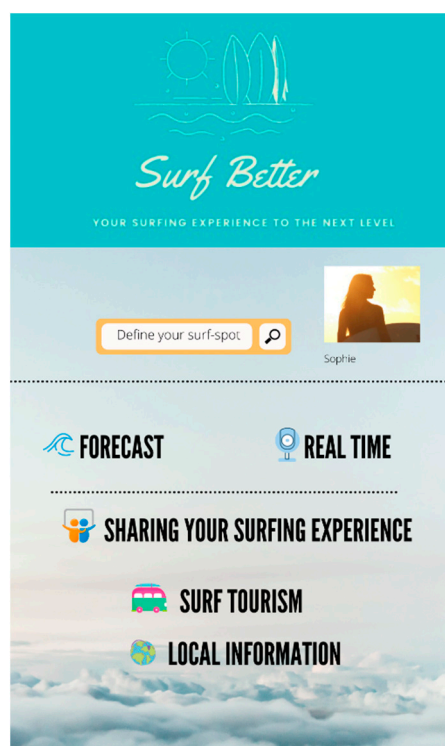 Surf Better
YOUR SURFING EXPERIENCE TO THE NEXT LEVEL
Define your surf-spot
Sophie
FORECAST
REAL TIME
SHARING YOUR SURFING EXPERIENCE
SURF TOURISM
LOCAL INFORMATION